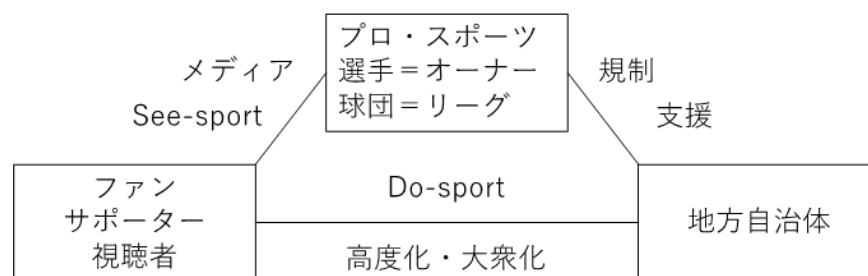 プロ・スポーツ
選手＝オーナー
球団＝リーグ
メディア
See-sport
規制
支援
ファン
サポーター
視聴者
Do-sport
高度化・大衆化
地方自治体